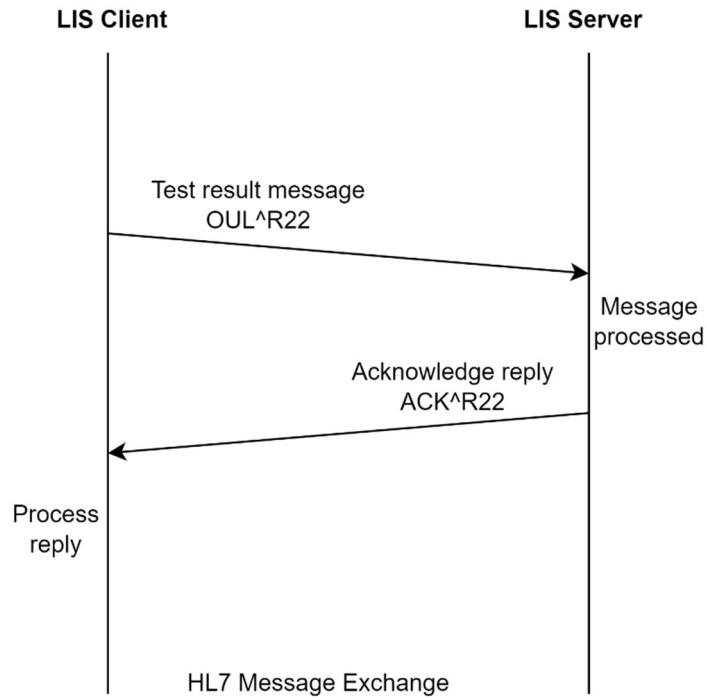 LIS Client
LIS Server
Test result message
OUL^R22
Message
processed
Acknowledge reply
ACK^R22
Process
reply
HL7 Message Exchange